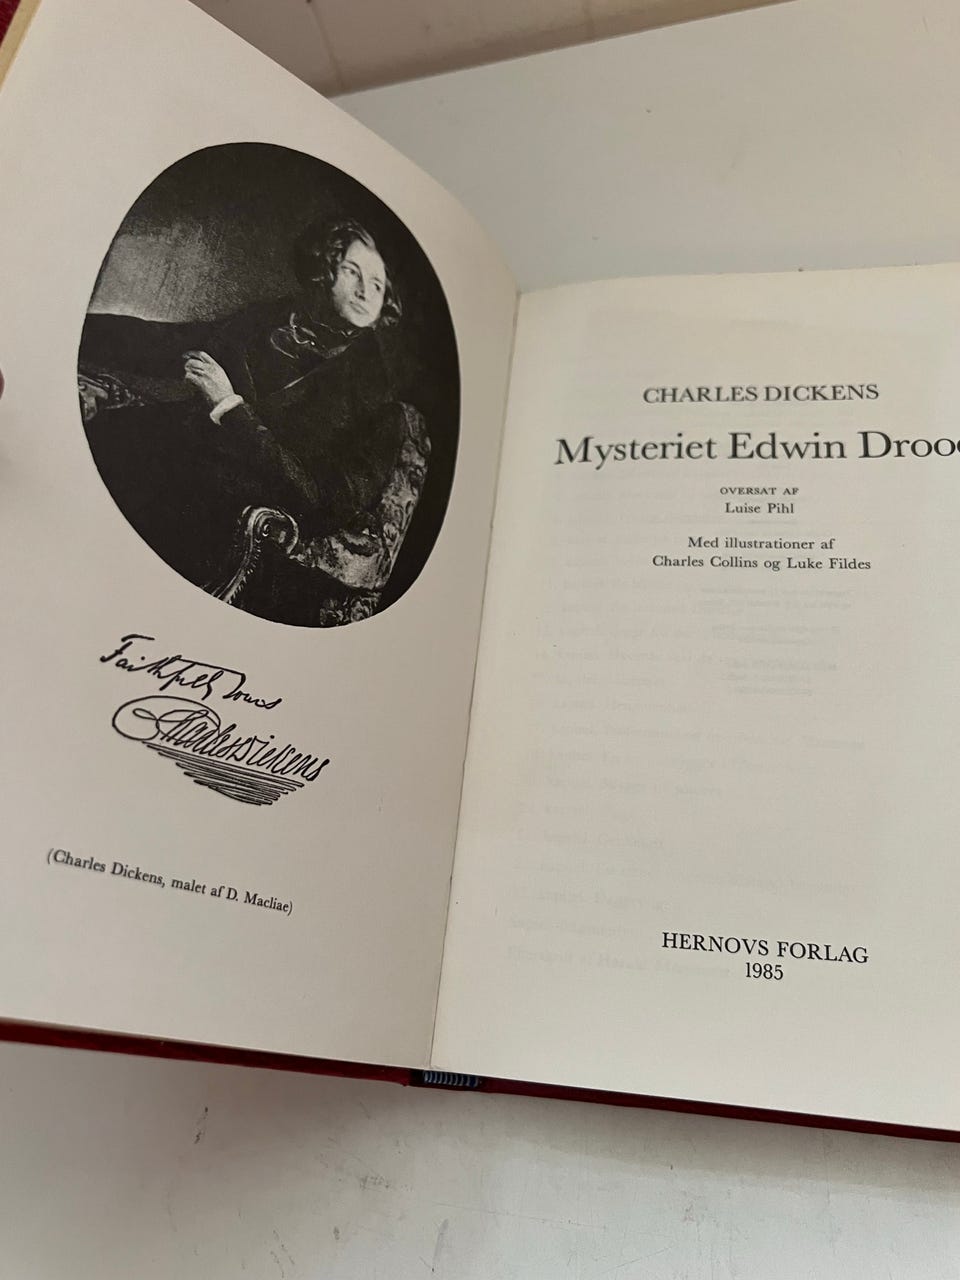 Faithfully Yours
Charles Dickens
(Charles Dickens, malet af D. Macliae)
CHARLES DICKENS
Mysteriet Edwin Droo
OVERSAT AF
Luise Pihl
Med illustrationer af
Charles Collins og Luke Fildes
HERNOVS FORLAG
1985